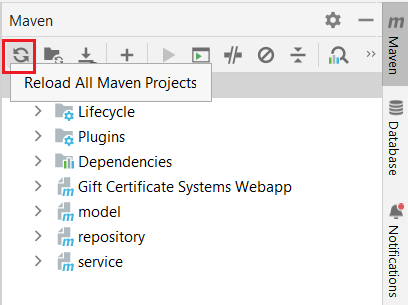 Maven
Reload All Maven Projects
Lifecycle
Plugins
Dependencies
Gift Certificate Systems Webapp
model
repository
service
m
Maven
Database
Notifications